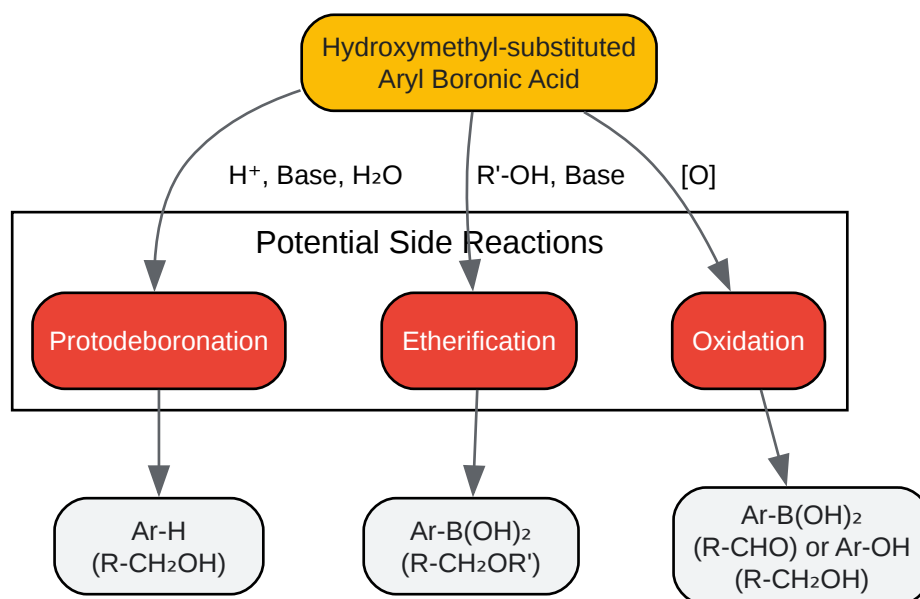 Hydroxymethyl-substituted
Aryl Boronic Acid
H⁺, Base, H₂O
R'-OH, Base
[O]
Potential Side Reactions
Protodeboronation
Etherification
Oxidation
Ar-H
(R-CH₂OH)
Ar-B(OH)₂
(R-CH₂OR')
Ar-B(OH)₂
(R-CHO) or Ar-OH
(R-CH₂OH)